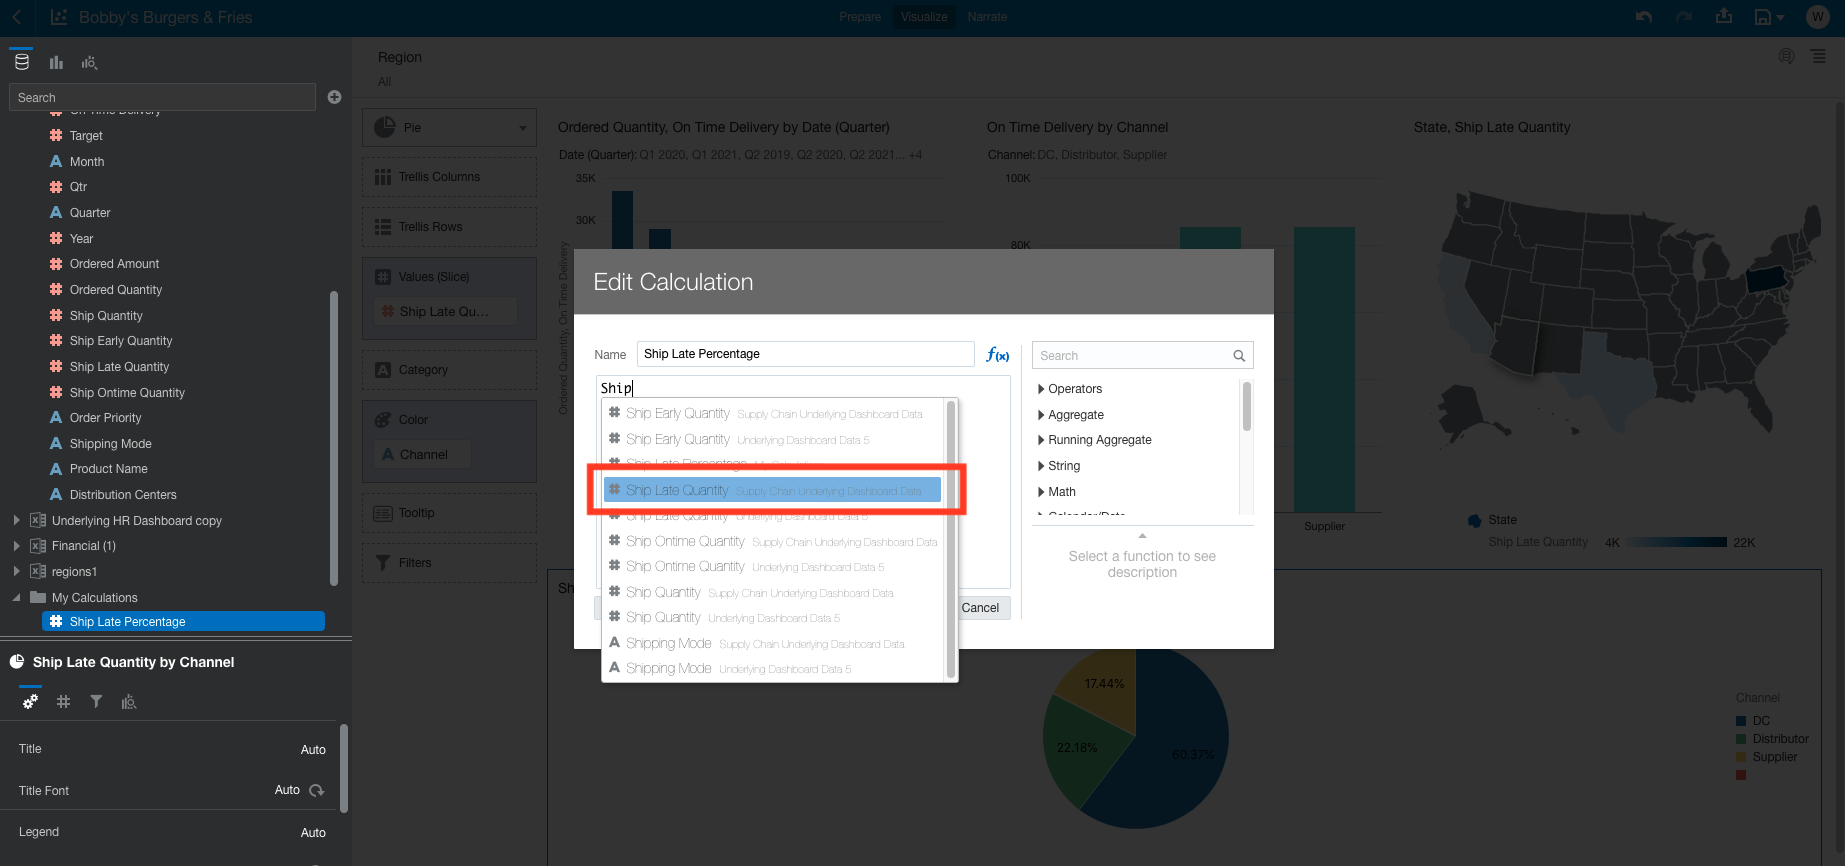 Bobby's Burgers & Fries
Prepare
Visualize
Narrate
W
Search
On Time Delivery
Target
Month
Qtr
Quarter
Year
Ordered Amount
Ordered Quantity
Ship Quantity
Ship Early Quantity
Ship Late Quantity
Ship Ontime Quantity
Order Priority
Shipping Mode
Product Name
Distribution Centers
Underlying HR Dashboard copy
Financial (1)
regions1
My Calculations
Ship Late Percentage
Ship Late Quantity by Channel
Title Auto
Title Font Auto
Legend Auto
Region
All
Pie
Trellis Columns
Trellis Rows
Values (Slice)
Ship Late Qu...
Category
Color
Channel
Tooltip
Filters
Ordered Quantity, On Time Delivery by Date (Quarter)
Date (Quarter): Q1 2020, Q1 2021, Q2 2019, Q2 2020, Q2 2021... +4
35K
30K
Ordered Quantity, On Time Delivery
On Time Delivery by Channel
Channel: DC, Distributor, Supplier
100K
80K
Supplier
State, Ship Late Quantity
State
Ship Late Quantity 4K 22K
Edit Calculation
Name Ship Late Percentage f(x)
Ship
Ship Early Quantity Supply Chain Underlying Dashboard Data
Ship Early Quantity Underlying Dashboard Data 5
Ship Late Percentage My Calculations
Ship Late Quantity Supply Chain Underlying Dashboard Data
Ship Late Quantity Underlying Dashboard Data 5
Ship Ontime Quantity Supply Chain Underlying Dashboard Data
Ship Ontime Quantity Underlying Dashboard Data 5
Ship Quantity Supply Chain Underlying Dashboard Data
Ship Quantity Underlying Dashboard Data 5
Shipping Mode Supply Chain Underlying Dashboard Data
Shipping Mode Underlying Dashboard Data 5
Cancel
Search
Operators
Aggregate
Running Aggregate
String
Math
Calendar/Date
Select a function to see
description
Sh
17.44%
22.18%
60.37%
Channel
DC
Distributor
Supplier